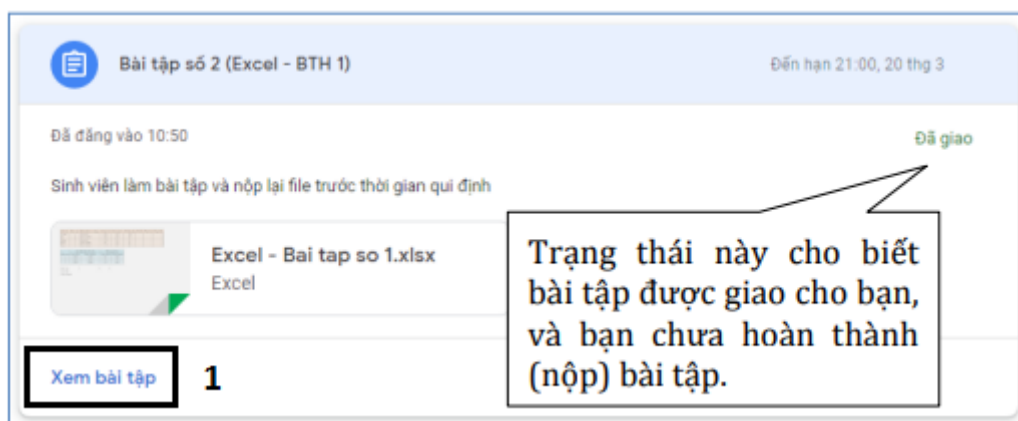 Bài tập số 2 (Excel - BTH 1)
Đến hạn 21:00, 20 thg 3
Đã đăng vào 10:50
Đã giao
Sinh viên làm bài tập và nộp lại file trước thời gian qui định
Excel - Bai tap so 1.xlsx
Excel
Trạng thái này cho biết
bài tập được giao cho bạn,
và bạn chưa hoàn thành
(nộp) bài tập.
Xem bài tập
1